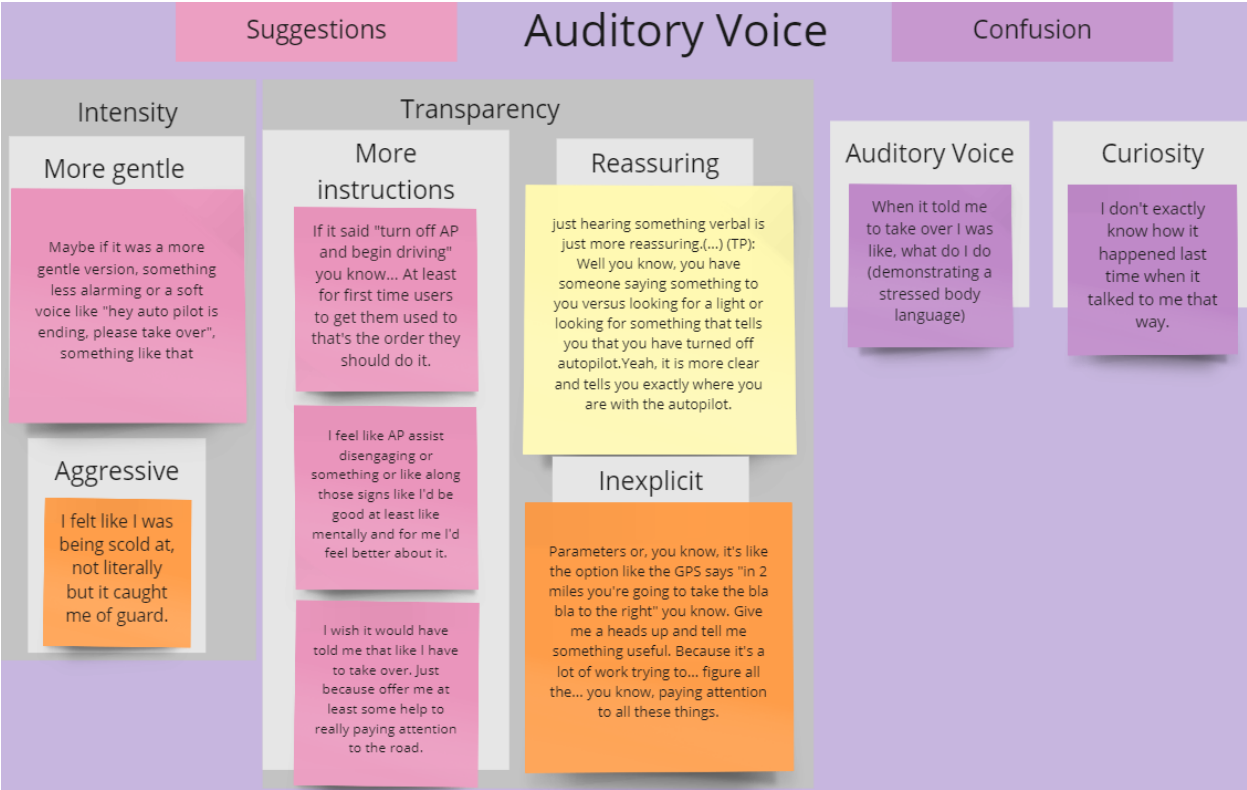 Suggestions
Auditory Voice
Confusion
Intensity
More gentle
Maybe if it was a more
gentle version, something
less alarming or a soft
voice like "hey auto pilot is
ending, please take over",
something like that
Aggressive
I felt like I was
being scold at,
not literally
but it caught
me of guard.
Transparency
More
instructions
If it said "turn off AP
and begin driving"
you know... At least
for first time users
to get them used to
that's the order they
should do it.
I feel like AP assist
disengaging or
something or like along
those signs like I'd be
good at least like
mentally and for me I'd
feel better about it.
I wish it would have
told me that like I have
to take over. Just
because offer me at
least some help to
really paying attention
to the road.
Reassuring
just hearing something verbal is
just more reassuring.(...) (TP):
Well you know, you have
someone saying something to
you versus looking for a light or
looking for something that tells
you that you have turned off
autopilot.Yeah, it is more clear
and tells you exactly where you
are with the autopilot.
Inexplicit
Parameters or, you know, it's like
the option like the GPS says "in 2
miles you're going to take the bla
bla to the right" you know. Give
me a heads up and tell me
something useful. Because it's a
lot of work trying to... figure all
the... you know, paying attention
to all these things.
Auditory Voice
When it told me
to take over I was
like, what do I do
(demonstrating a
stressed body
language)
Curiosity
I don't exactly
know how it
happened last
time when it
talked to me that
way.